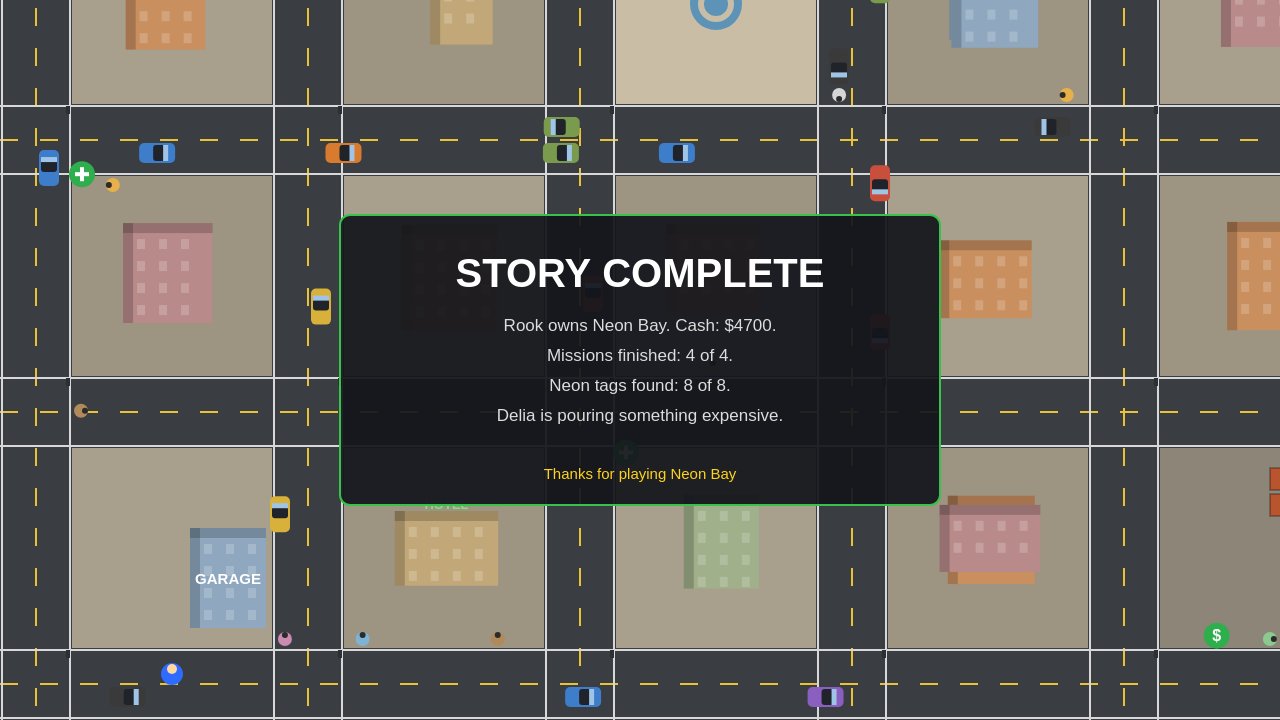 STORY COMPLETE
Rook owns Neon Bay. Cash: $4700.
Missions finished: 4 of 4.
Neon tags found: 8 of 8.
Delia is pouring something expensive.
Thanks for playing Neon Bay
GARAGE
$